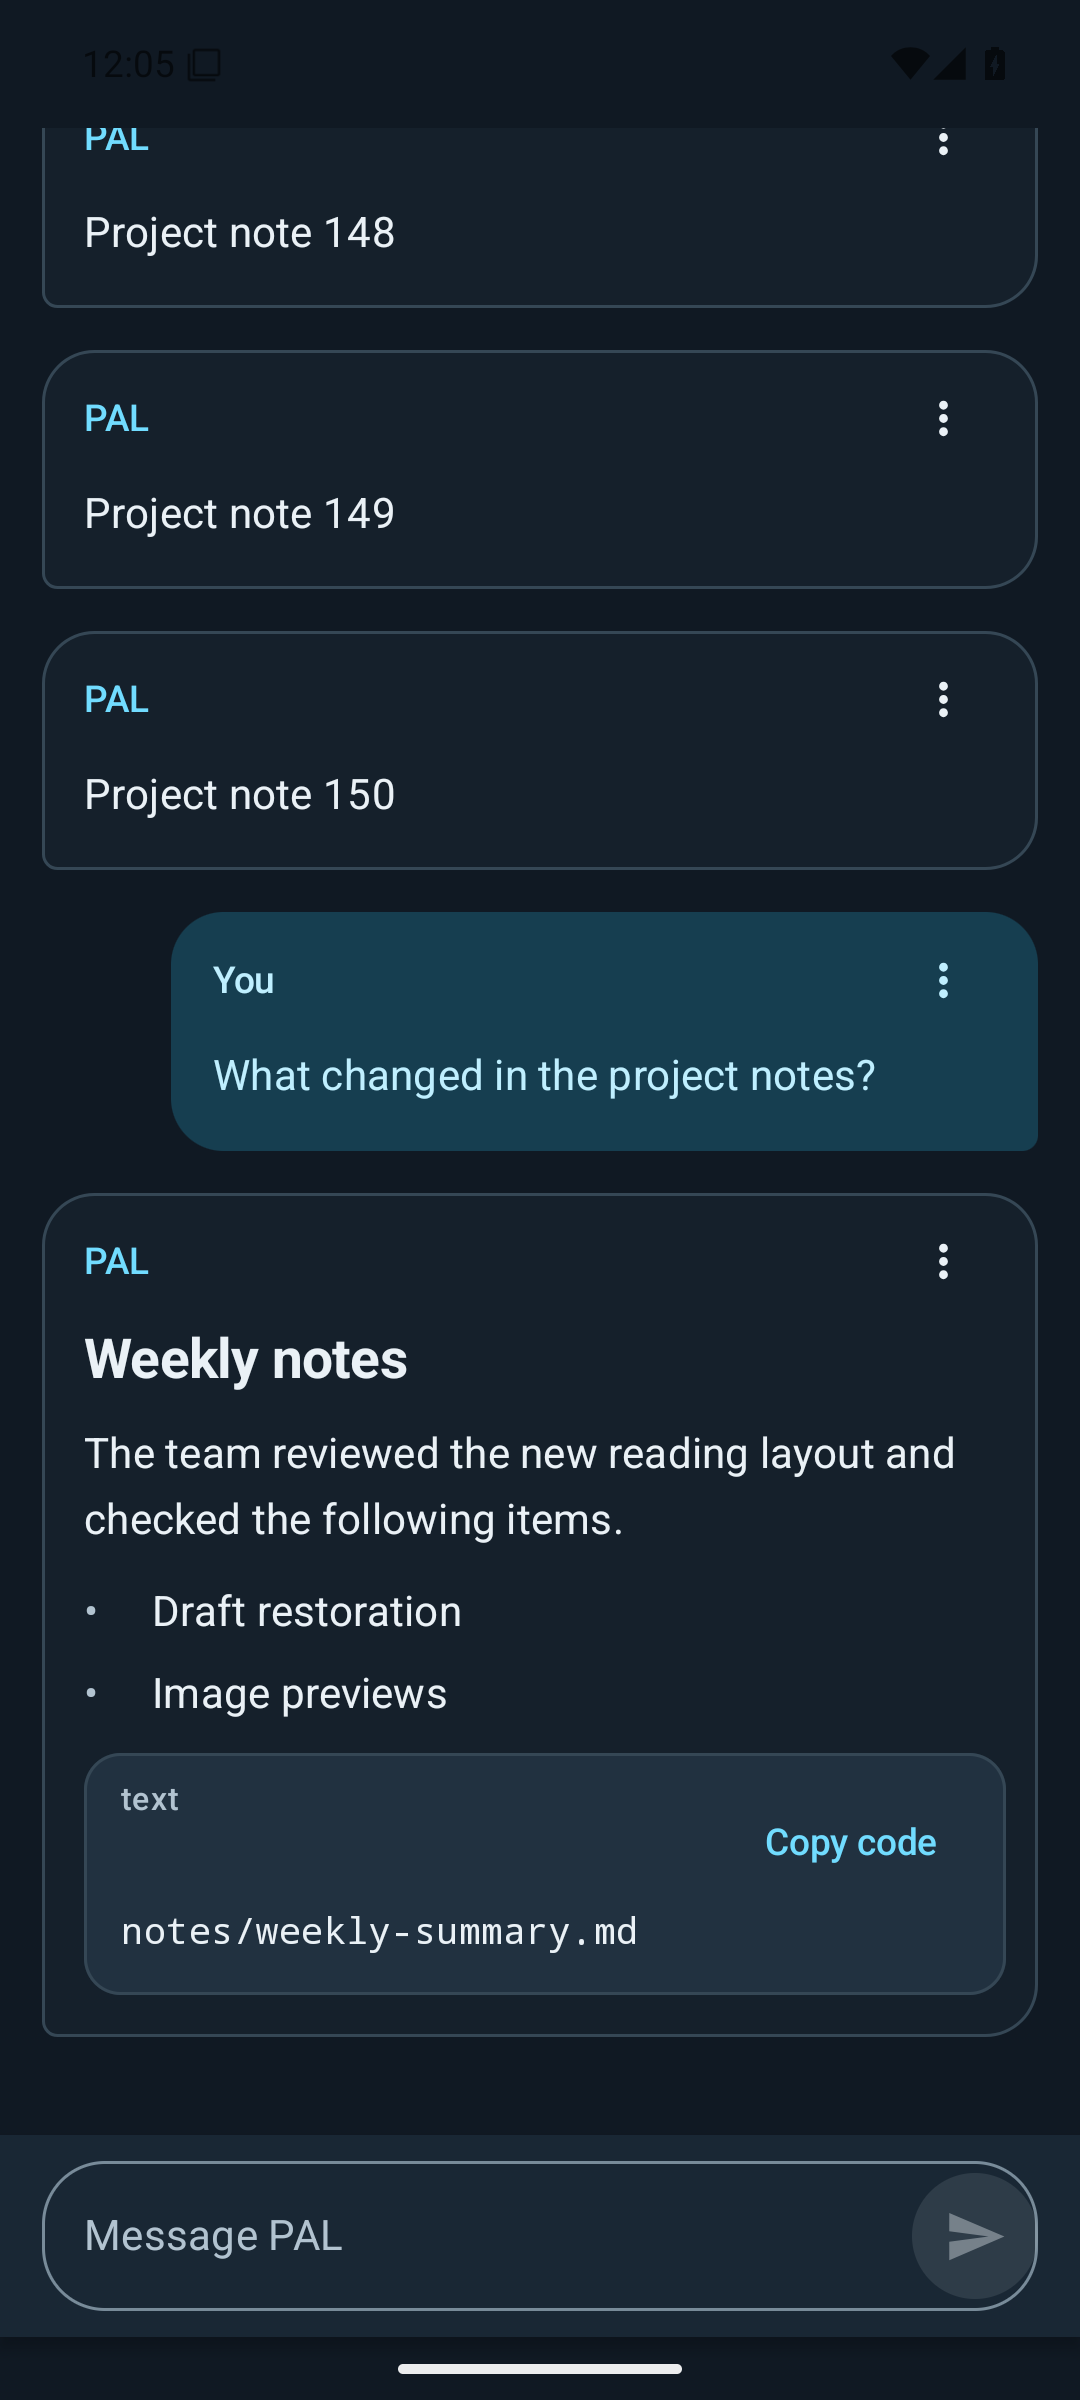 12:05
PAL
Project note 148
PAL
Project note 149
PAL
Project note 150
You
What changed in the project notes?
PAL
Weekly notes
The team reviewed the new reading layout and
checked the following items.
• Draft restoration
• Image previews
text
Copy code
notes/weekly-summary.md
Message PAL